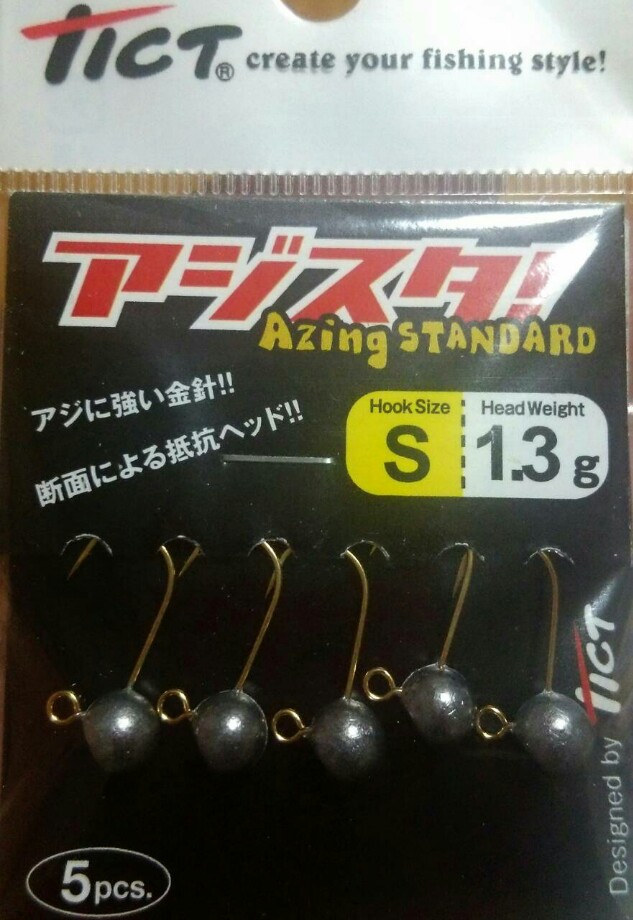 TICT® create your fishing style!
アジスタ!
Azing STANDARD
アジに強い金針!!
断面による抵抗ヘッド!!
Hook Size
S
Head Weight
1.3 g
Designed by TICT
5pcs.